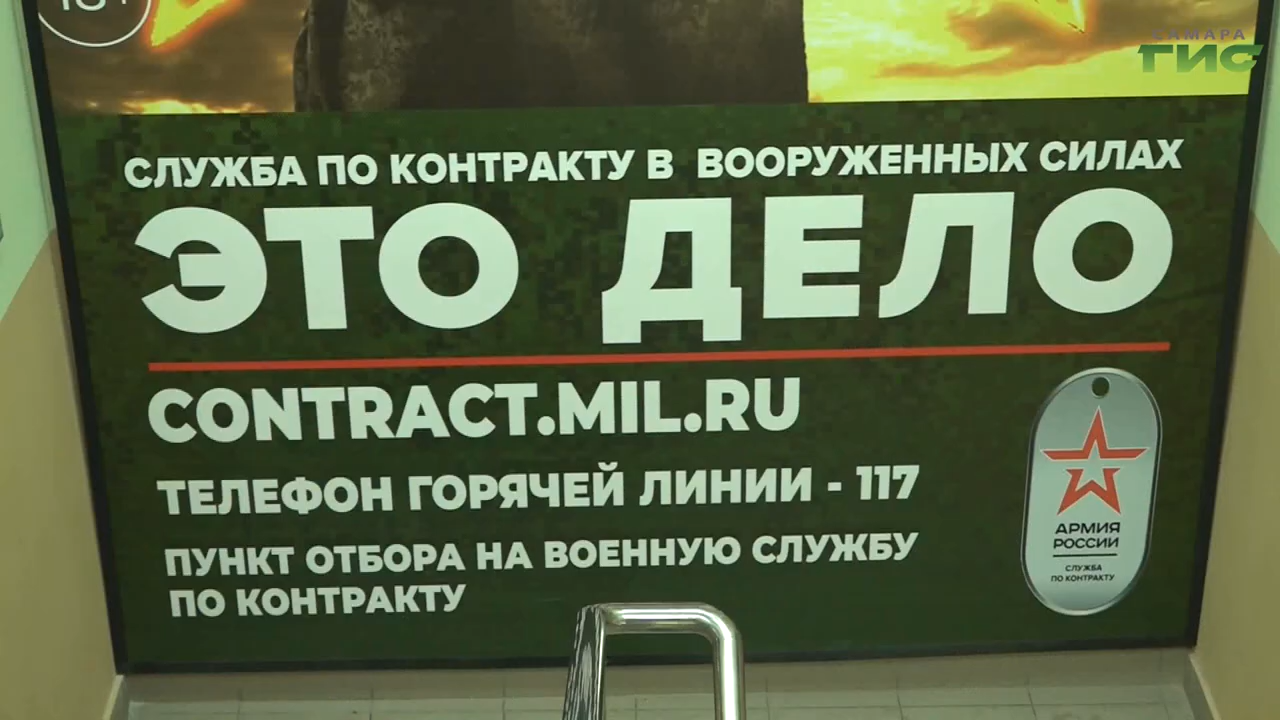 18+
САМАРА
ГИС
СЛУЖБА ПО КОНТРАКТУ В ВООРУЖЕННЫХ СИЛАХ
ЭТО ДЕЛО
CONTRACT.MIL.RU
ТЕЛЕФОН ГОРЯЧЕЙ ЛИНИИ - 117
ПУНКТ ОТБОРА НА ВОЕННУЮ СЛУЖБУ
ПО КОНТРАКТУ
АРМИЯ
РОССИИ
СЛУЖБА
ПО КОНТРАКТУ